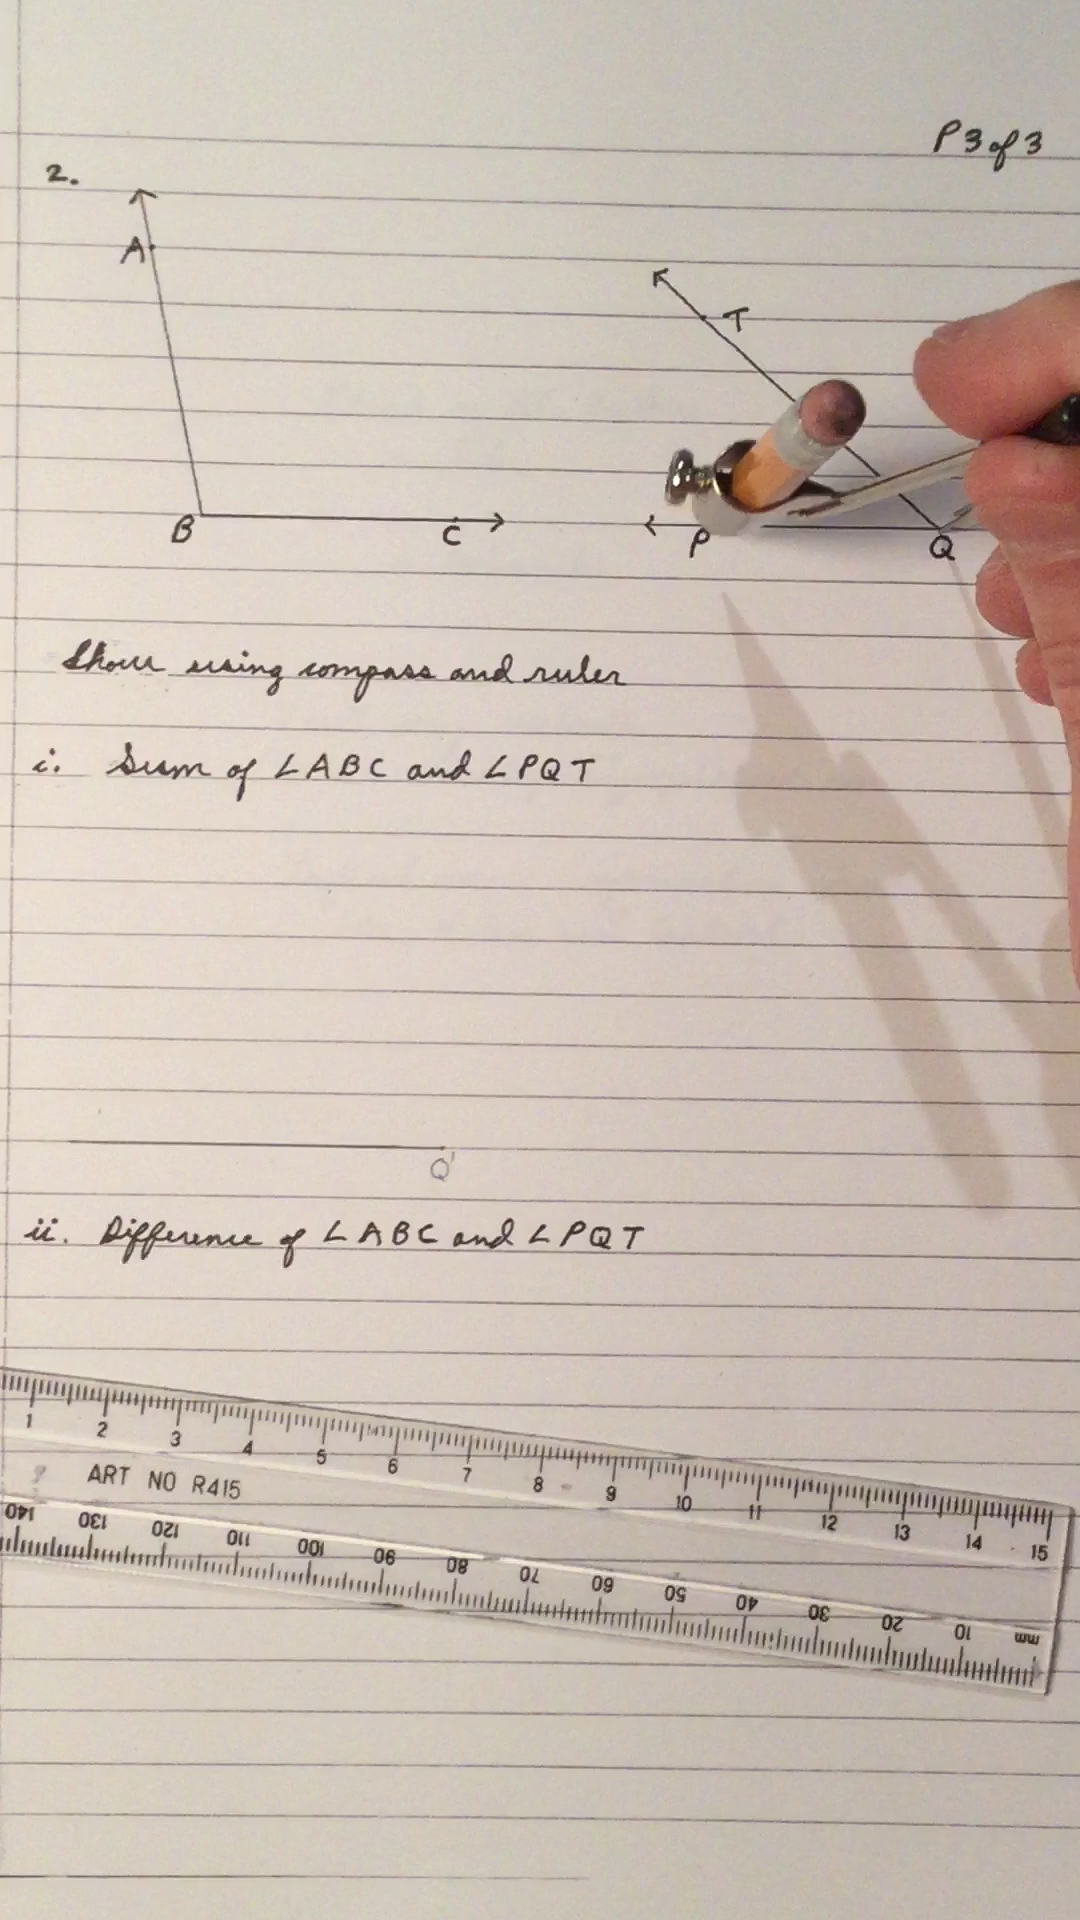 P3 of 3
2.
A
T
B
C
P
Q
Show using compass and ruler
i. Sum of ∠ABC and ∠PQT
Q'
ii. Difference of ∠ABC and ∠PQT
1 2 3 4 5 6 7 8 9 10 11 12 13 14 15
ART NO R415
140 130 120 110 100 90 80 70 60 50 40 30 20 10 mm